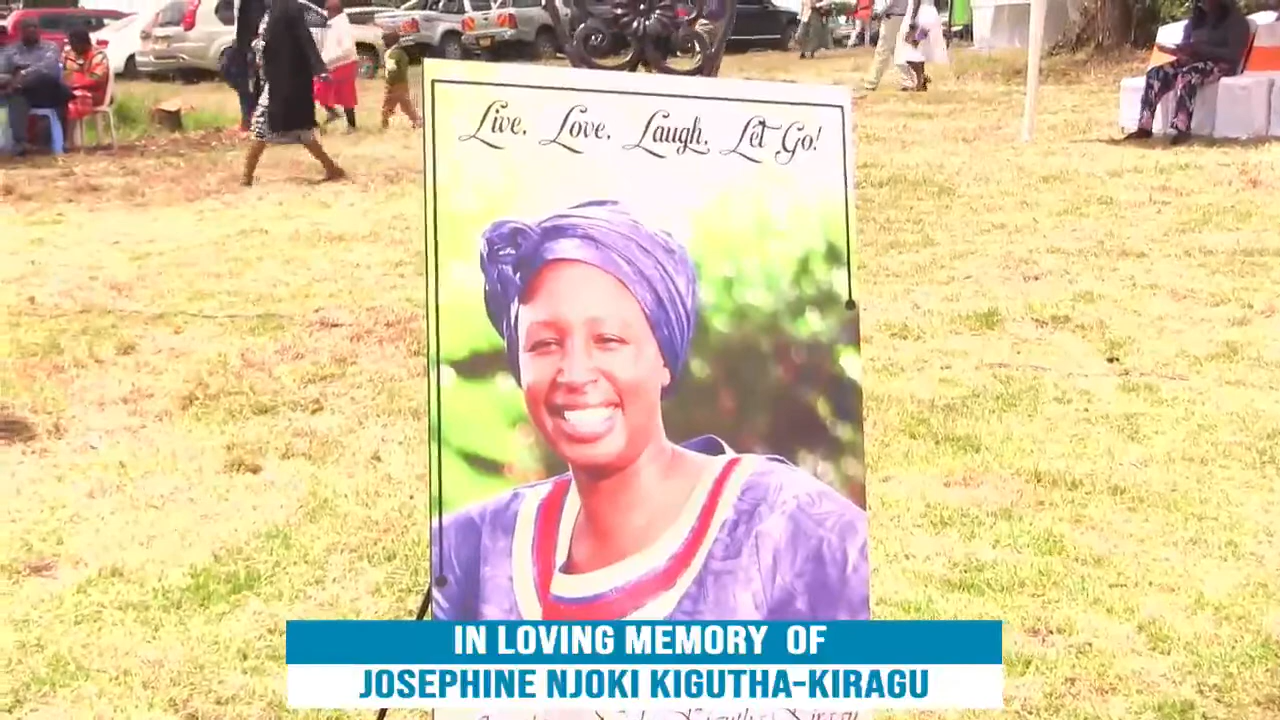 Live, Love, Laugh, Let Go!
IN LOVING MEMORY OF
JOSEPHINE NJOKI KIGUTHA-KIRAGU